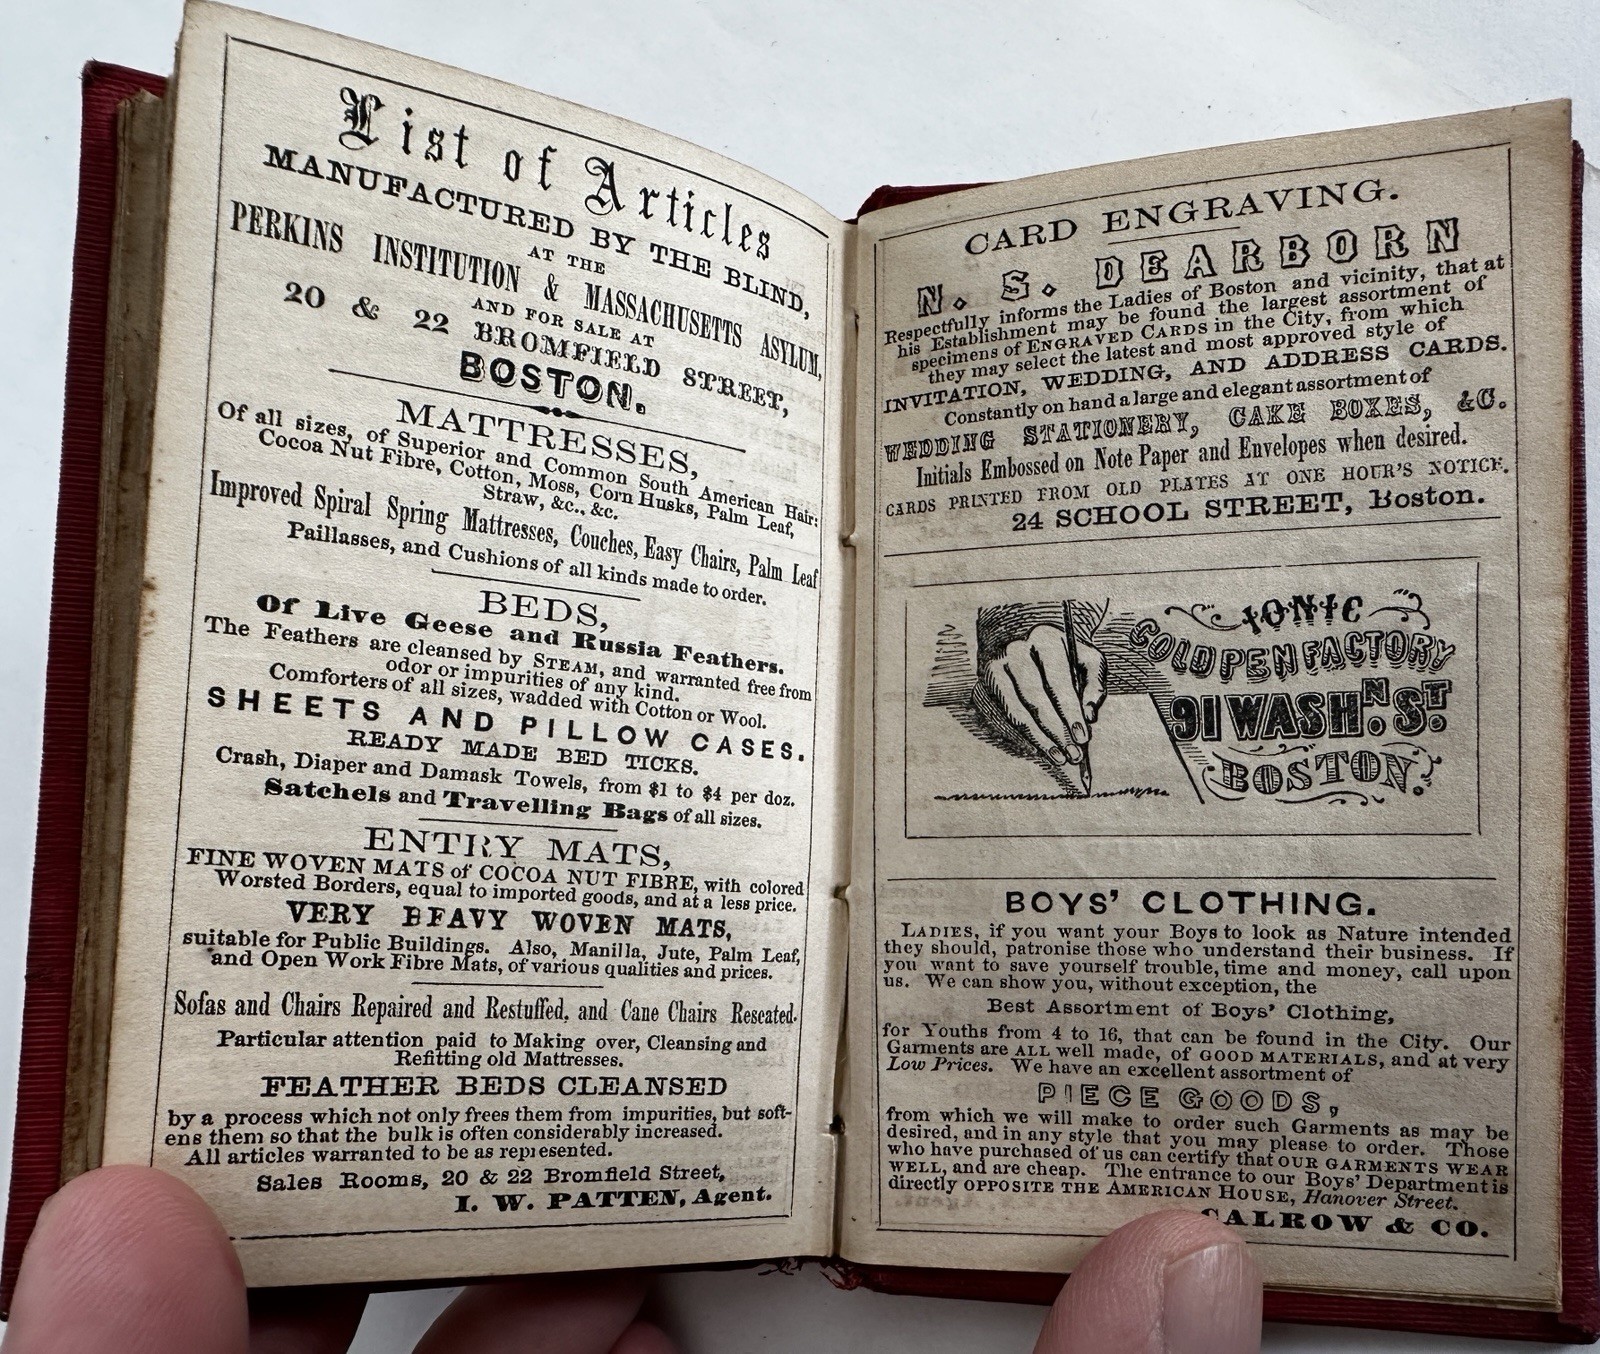 List of Articles
MANUFACTURED BY THE BLIND,
AT THE
PERKINS INSTITUTION & MASSACHUSETTS ASYLUM,
AND FOR SALE AT
20 & 22 BROMFIELD STREET,
BOSTON.
MATTRESSES,
Of all sizes, of Superior and Common South American Hair;
Cocoa Nut Fibre, Cotton, Moss, Corn Husks, Palm Leaf,
Straw, &c., &c.
Improved Spiral Spring Mattresses, Couches, Easy Chairs, Palm Leaf
Paillasses, and Cushions of all kinds made to order.
BEDS,
Of Live Geese and Russia Feathers.
The Feathers are cleansed by STEAM, and warranted free from
odor or impurities of any kind.
Comforters of all sizes, wadded with Cotton or Wool.
SHEETS AND PILLOW CASES.
READY MADE BED TICKS.
Crash, Diaper and Damask Towels, from $1 to $4 per doz.
Satchels and Travelling Bags of all sizes.
ENTRY MATS,
FINE WOVEN MATS of COCOA NUT FIBRE, with colored
Worsted Borders, equal to imported goods, and at a less price.
VERY HEAVY WOVEN MATS,
suitable for Public Buildings. Also, Manilla, Jute, Palm Leaf,
and Open Work Fibre Mats, of various qualities and prices.
Sofas and Chairs Repaired and Restuffed, and Cane Chairs Reseated.
Particular attention paid to Making over, Cleansing and
Refitting old Mattresses.
FEATHER BEDS CLEANSED
by a process which not only frees them from impurities, but soft-
ens them so that the bulk is often considerably increased.
All articles warranted to be as represented.
Sales Rooms, 20 & 22 Bromfield Street,
I. W. PATTEN, Agent.
CARD ENGRAVING.
N. S. DEARBORN
Respectfully informs the Ladies of Boston and vicinity, that at
his Establishment may be found the largest assortment of
specimens of ENGRAVED CARDS in the City, from which
they may select the latest and most approved style of
INVITATION, WEDDING, AND ADDRESS CARDS.
Constantly on hand a large and elegant assortment of
WEDDING STATIONERY, CAKE BOXES, &C.
Initials Embossed on Note Paper and Envelopes when desired.
CARDS PRINTED FROM OLD PLATES AT ONE HOUR'S NOTICE.
24 SCHOOL STREET, Boston.
IONIC
GOLD PEN FACTORY
91 WASHN. ST.
BOSTON.
BOYS' CLOTHING.
LADIES, if you want your Boys to look as Nature intended
they should, patronise those who understand their business. If
you want to save yourself trouble, time and money, call upon
us. We can show you, without exception, the
Best Assortment of Boys' Clothing,
for Youths from 4 to 16, that can be found in the City. Our
Garments are ALL well made, of GOOD MATERIALS, and at very
Low Prices. We have an excellent assortment of
PIECE GOODS,
from which we will make to order such Garments as may be
desired, and in any style that you may please to order. Those
who have purchased of us can certify that OUR GARMENTS WEAR
WELL, and are cheap. The entrance to our Boys' Department is
directly OPPOSITE THE AMERICAN HOUSE, Hanover Street.
CALROW & CO.